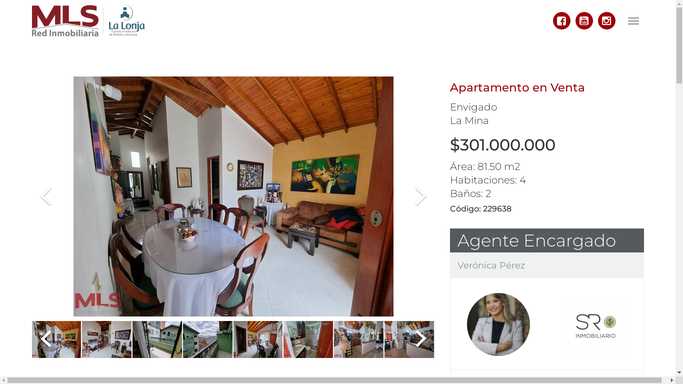 MLS
Red Inmobiliaria
La Lonja
Apartamento en Venta
Envigado
La Mina
$301.000.000
Área: 81.50 m2
Habitaciones: 4
Baños: 2
Código: 229638
Agente Encargado
Verónica Pérez
MLS
SR
INMOBILIARIO